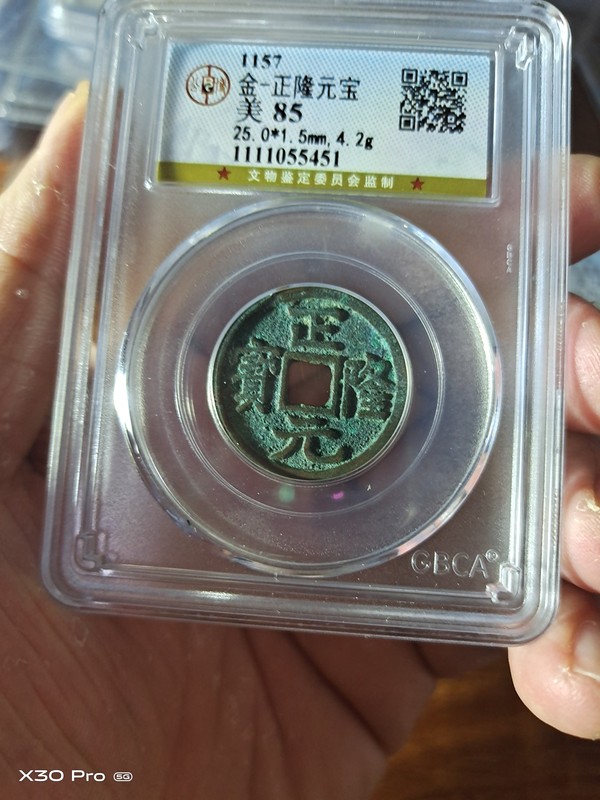 1157
金-正隆元宝
美 85
25.0*1.5mm,4.2g
1111055451
★ 文物鉴定委员会监制 ★
正隆元寳
GBCA®
X30 Pro 5G